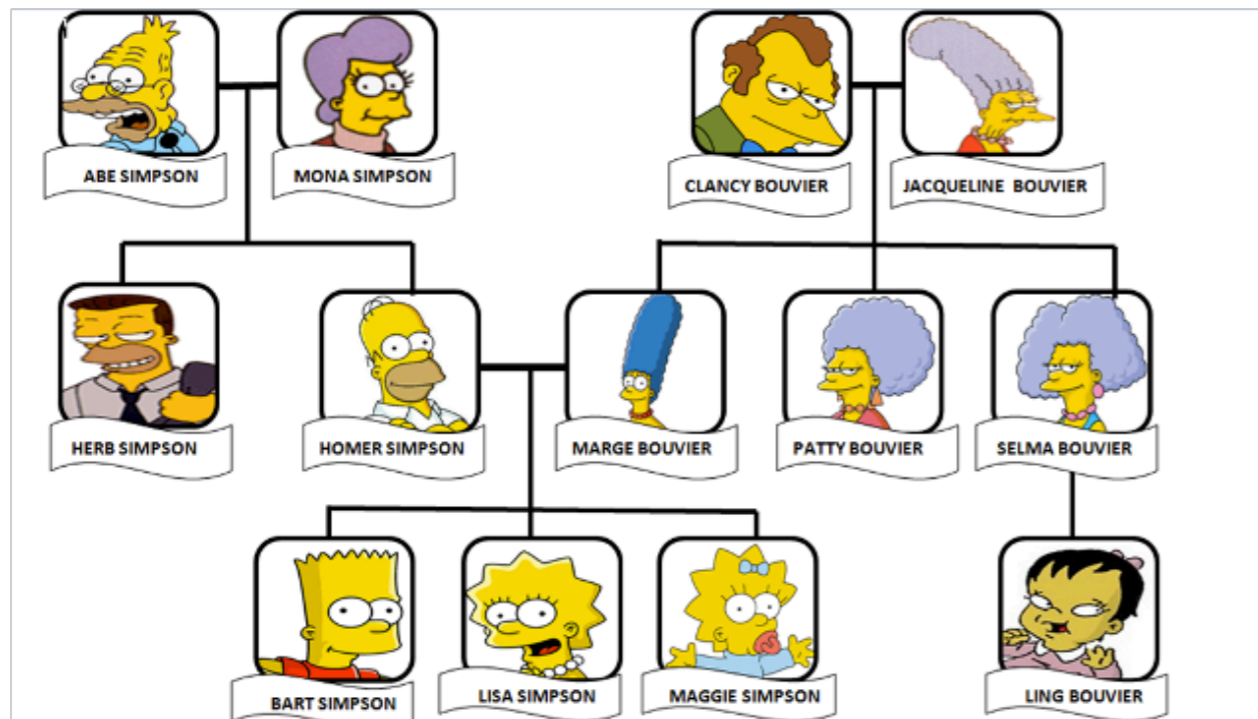 ABE SIMPSON
MONA SIMPSON
CLANCY BOUVIER
JACQUELINE BOUVIER
HERB SIMPSON
HOMER SIMPSON
MARGE BOUVIER
PATTY BOUVIER
SELMA BOUVIER
BART SIMPSON
LISA SIMPSON
MAGGIE SIMPSON
LING BOUVIER